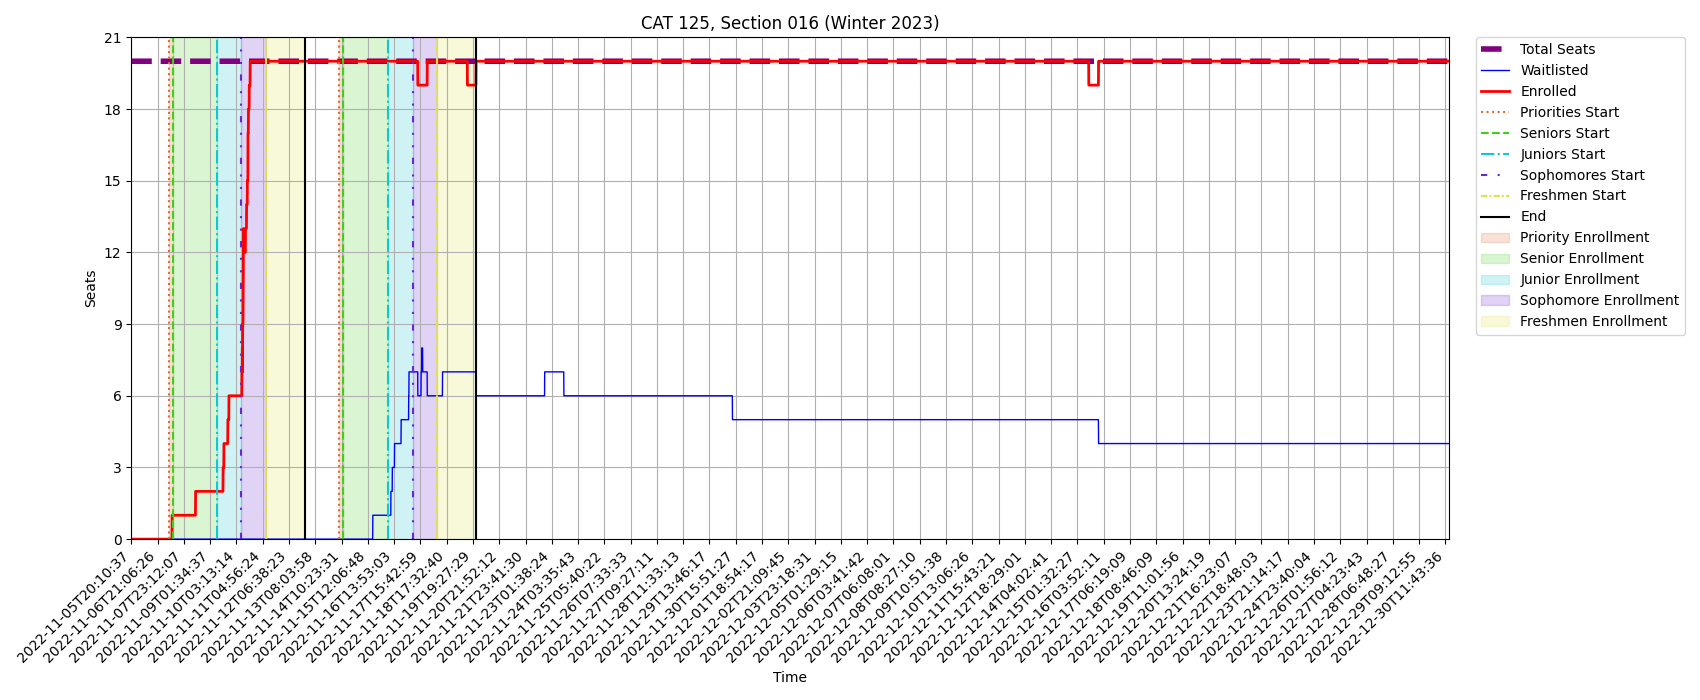 CAT 125, Section 016 (Winter 2023)
Total Seats
Waitlisted
Enrolled
Priorities Start
Seniors Start
Juniors Start
Sophomores Start
Freshmen Start
End
Priority Enrollment
Senior Enrollment
Junior Enrollment
Sophomore Enrollment
Freshmen Enrollment
Seats
21
18
15
12
9
6
3
0
2022-11-05T20:10:37
2022-11-06T21:06:26
2022-11-07T23:12:07
2022-11-09T01:34:37
2022-11-10T03:13:14
2022-11-11T04:56:24
2022-11-12T06:38:23
2022-11-13T08:03:58
2022-11-14T10:23:31
2022-11-15T12:06:48
2022-11-16T13:53:03
2022-11-17T15:42:59
2022-11-18T17:32:40
2022-11-19T19:27:29
2022-11-20T21:52:12
2022-11-21T23:41:30
2022-11-23T01:38:24
2022-11-24T03:35:43
2022-11-25T05:40:22
2022-11-26T07:33:33
2022-11-27T09:27:11
2022-11-28T11:33:13
2022-11-29T13:46:17
2022-11-30T15:51:27
2022-12-01T18:54:17
2022-12-02T21:09:45
2022-12-03T23:18:31
2022-12-05T01:29:15
2022-12-06T03:41:42
2022-12-07T06:08:01
2022-12-08T08:27:10
2022-12-09T10:51:38
2022-12-10T13:06:26
2022-12-11T15:43:21
2022-12-12T18:29:01
2022-12-14T04:02:41
2022-12-15T01:32:27
2022-12-16T03:52:11
2022-12-17T06:19:09
2022-12-18T08:46:09
2022-12-19T11:01:56
2022-12-20T13:24:19
2022-12-21T16:23:07
2022-12-22T18:48:03
2022-12-23T21:14:17
2022-12-24T23:40:04
2022-12-26T01:56:12
2022-12-27T04:23:43
2022-12-28T06:48:27
2022-12-29T09:12:55
2022-12-30T11:43:36
Time